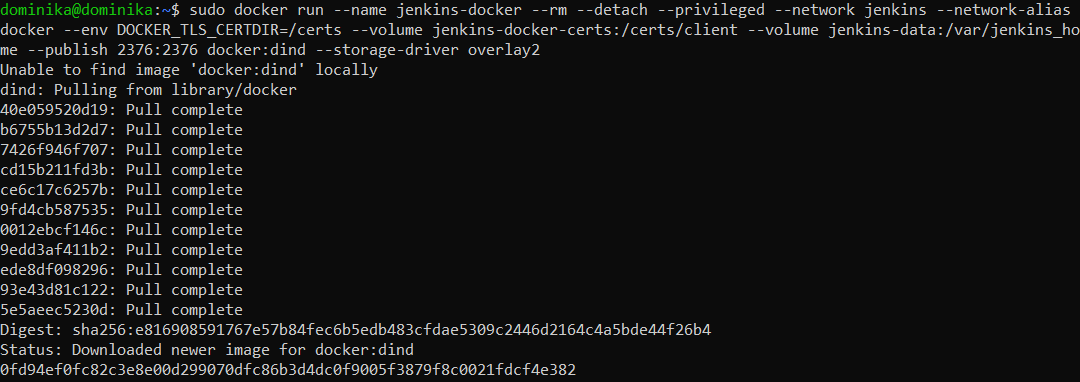 dominika@dominika:~$ sudo docker run --name jenkins-docker --rm --detach --privileged --network jenkins --network-alias
docker --env DOCKER_TLS_CERTDIR=/certs --volume jenkins-docker-certs:/certs/client --volume jenkins-data:/var/jenkins_ho
me --publish 2376:2376 docker:dind --storage-driver overlay2
Unable to find image 'docker:dind' locally
dind: Pulling from library/docker
40e059520d19: Pull complete
b6755b13d2d7: Pull complete
7426f946f707: Pull complete
cd15b211fd3b: Pull complete
ce6c17c6257b: Pull complete
9fd4cb587535: Pull complete
0012ebcf146c: Pull complete
9edd3af411b2: Pull complete
ede8df098296: Pull complete
93e43d81c122: Pull complete
5e5aeec5230d: Pull complete
Digest: sha256:e816908591767e57b84fec6b5edb483cfdae5309c2446d2164c4a5bde44f26b4
Status: Downloaded newer image for docker:dind
0fd94ef0fc82c3e8e00d299070dfc86b3d4dc0f9005f3879f8c0021fdcf4e382